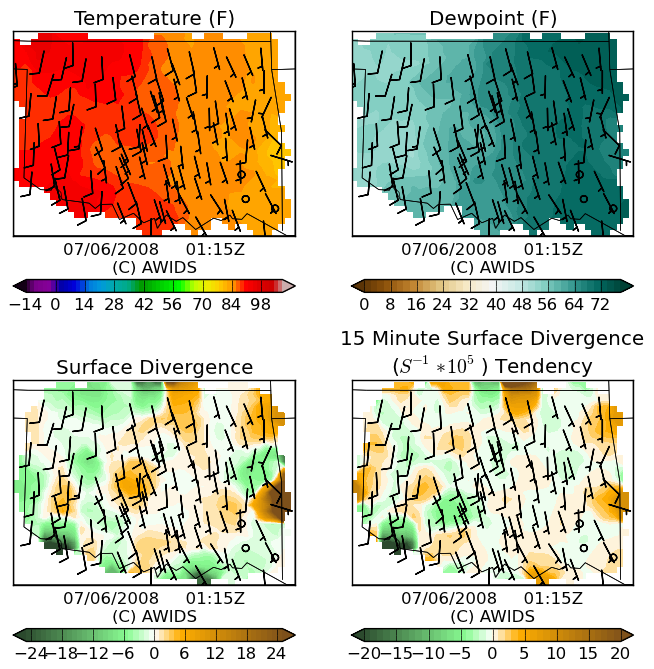 Temperature (F)
Dewpoint (F)
07/06/2008 01:15Z
(C) AWIDS
07/06/2008 01:15Z
(C) AWIDS
−14 0 14 28 42 56 70 84 98
0 8 16 24 32 40 48 56 64 72
Surface Divergence
15 Minute Surface Divergence
(S⁻¹ *10⁵ ) Tendency
07/06/2008 01:15Z
(C) AWIDS
07/06/2008 01:15Z
(C) AWIDS
−24 −18 −12 −6 0 6 12 18 24
−20 −15 −10 −5 0 5 10 15 20